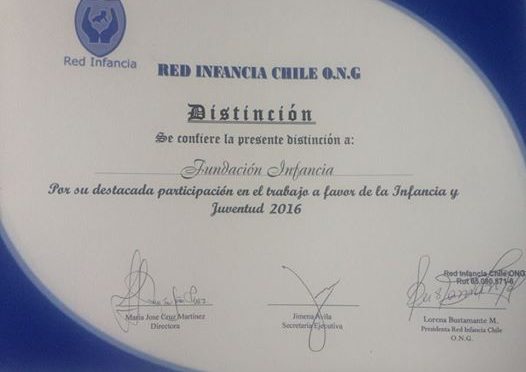 Red Infancia
RED INFANCIA CHILE O.N.G
Distinción
Se confiere la presente distinción a:
Fundación Infancia
Por su destacada participación en el trabajo a favor de la Infancia y
Juventud 2016
Red Infancia Chile ONG
María Jose Cruz Martínez
Directora
Jimena Avila
Secretaria Ejecutiva
Lorena Bustamante M.
Presidenta Red Infancia Chile
O.N.G.